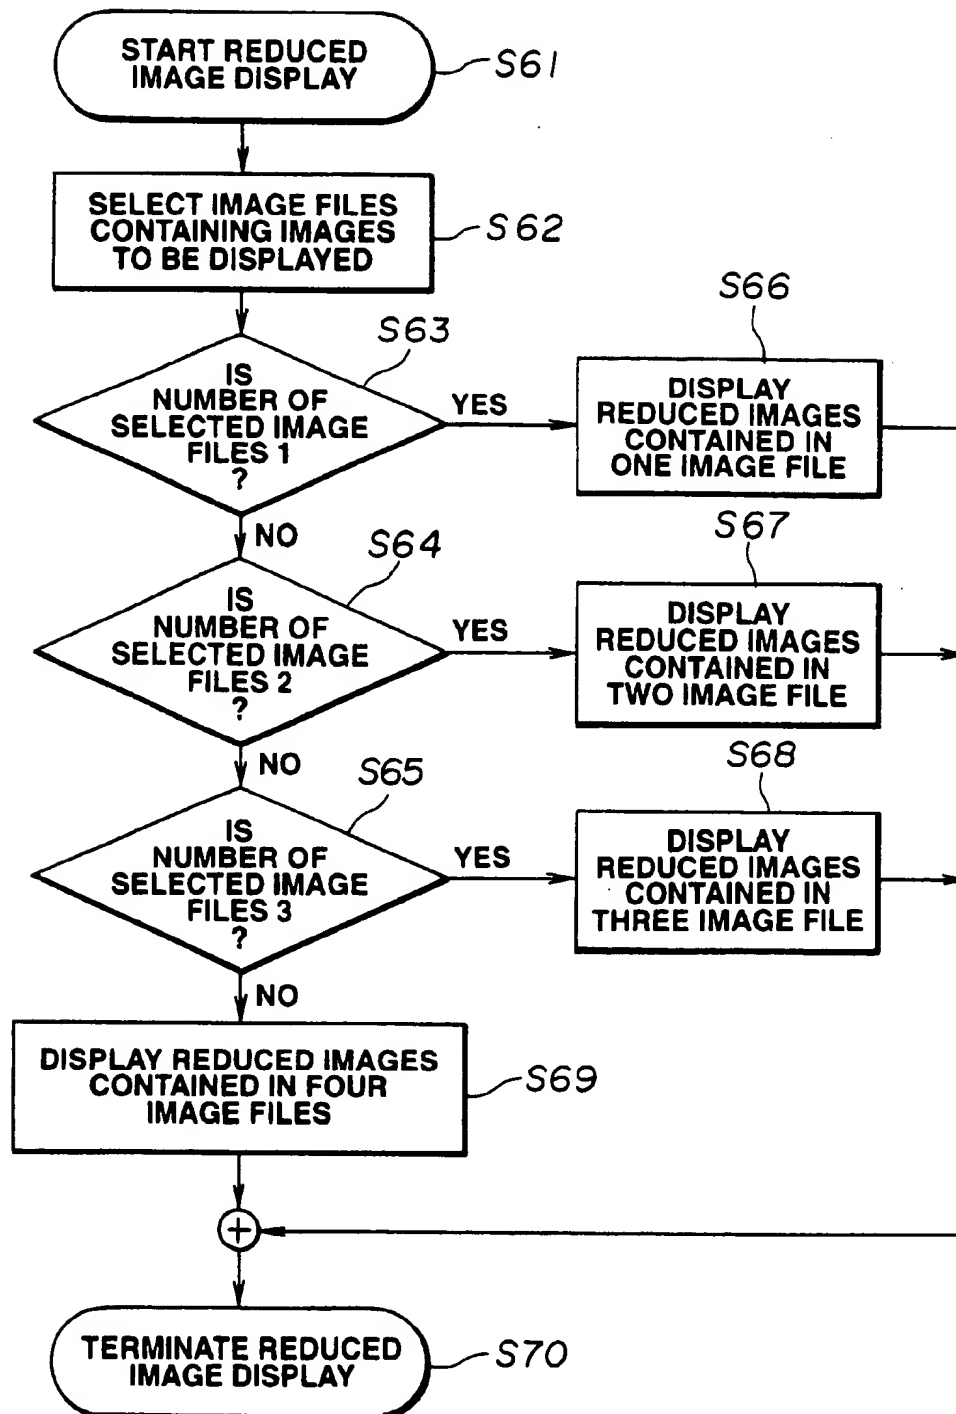 START REDUCED
IMAGE DISPLAY
S61
SELECT IMAGE FILES
CONTAINING IMAGES
TO BE DISPLAYED
S62
S63
IS
NUMBER OF
SELECTED IMAGE
FILES 1
?
YES
S66
DISPLAY
REDUCED IMAGES
CONTAINED IN
ONE IMAGE FILE
NO
S64
IS
NUMBER OF
SELECTED IMAGE
FILES 2
?
YES
S67
DISPLAY
REDUCED IMAGES
CONTAINED IN
TWO IMAGE FILE
NO
S65
IS
NUMBER OF
SELECTED IMAGE
FILES 3
?
YES
S68
DISPLAY
REDUCED IMAGES
CONTAINED IN
THREE IMAGE FILE
NO
DISPLAY REDUCED IMAGES
CONTAINED IN FOUR
IMAGE FILES
S69
+
TERMINATE REDUCED
IMAGE DISPLAY
S70